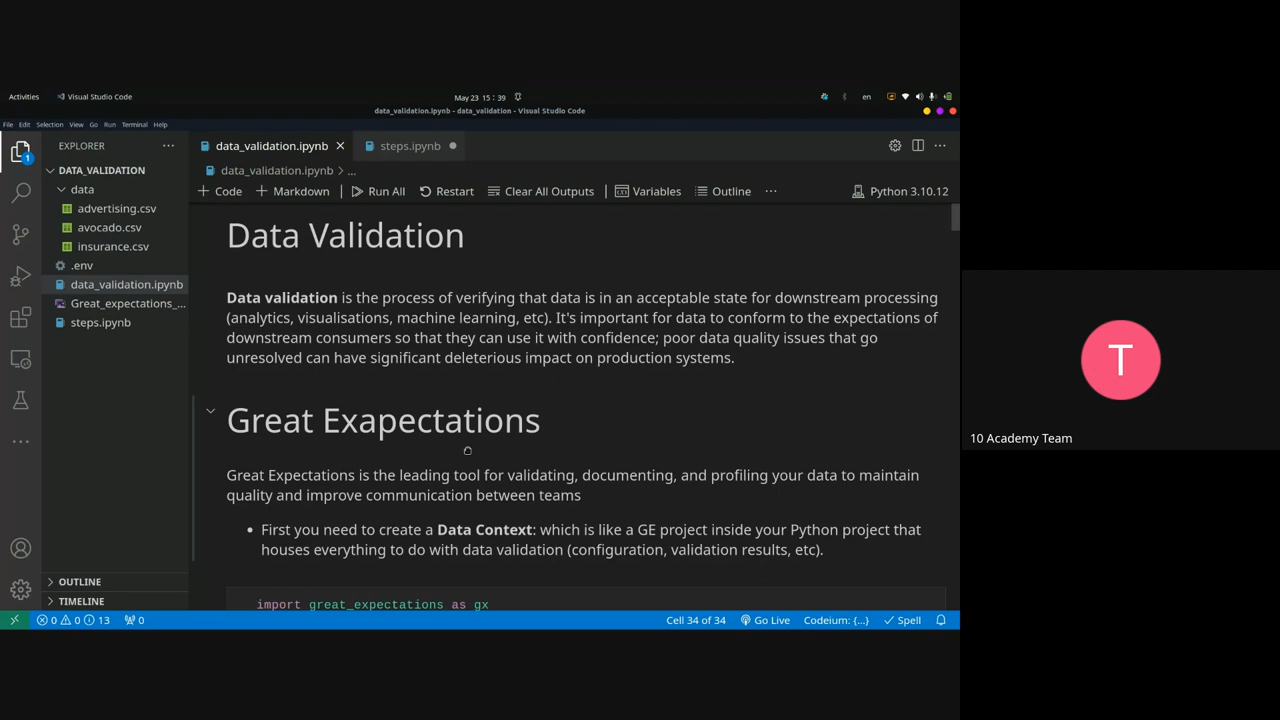 Activities
Visual Studio Code
May 23 15:39
en
data_validation.ipynb - data_validation - Visual Studio Code
File Edit Selection View Go Run Terminal Help
EXPLORER
data_validation.ipynb
steps.ipynb
DATA_VALIDATION
data
advertising.csv
avocado.csv
insurance.csv
.env
data_validation.ipynb
Great_expectations_...
steps.ipynb
OUTLINE
TIMELINE
1
data_validation.ipynb > ...
+ Code + Markdown Run All Restart Clear All Outputs Variables Outline ... Python 3.10.12
Data Validation
Data validation is the process of verifying that data is in an acceptable state for downstream processing
(analytics, visualisations, machine learning, etc). It's important for data to conform to the expectations of
downstream consumers so that they can use it with confidence; poor data quality issues that go
unresolved can have significant deleterious impact on production systems.
Great Exapectations
Great Expectations is the leading tool for validating, documenting, and profiling your data to maintain
quality and improve communication between teams
• First you need to create a Data Context: which is like a GE project inside your Python project that
houses everything to do with data validation (configuration, validation results, etc).
import great_expectations as gx
0 0 13 0
Cell 34 of 34 Go Live Codeium: {...} Spell
T
10 Academy Team